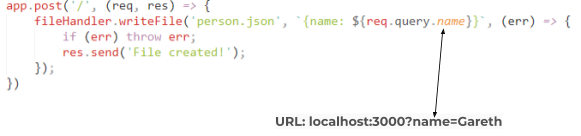 app.post('/', (req, res) => {
    fileHandler.writeFile('person.json', `{name: ${req.query.name}}`, (err) => {
        if (err) throw err;
        res.send('File created!');
    });
})
URL: localhost:3000?name=Gareth